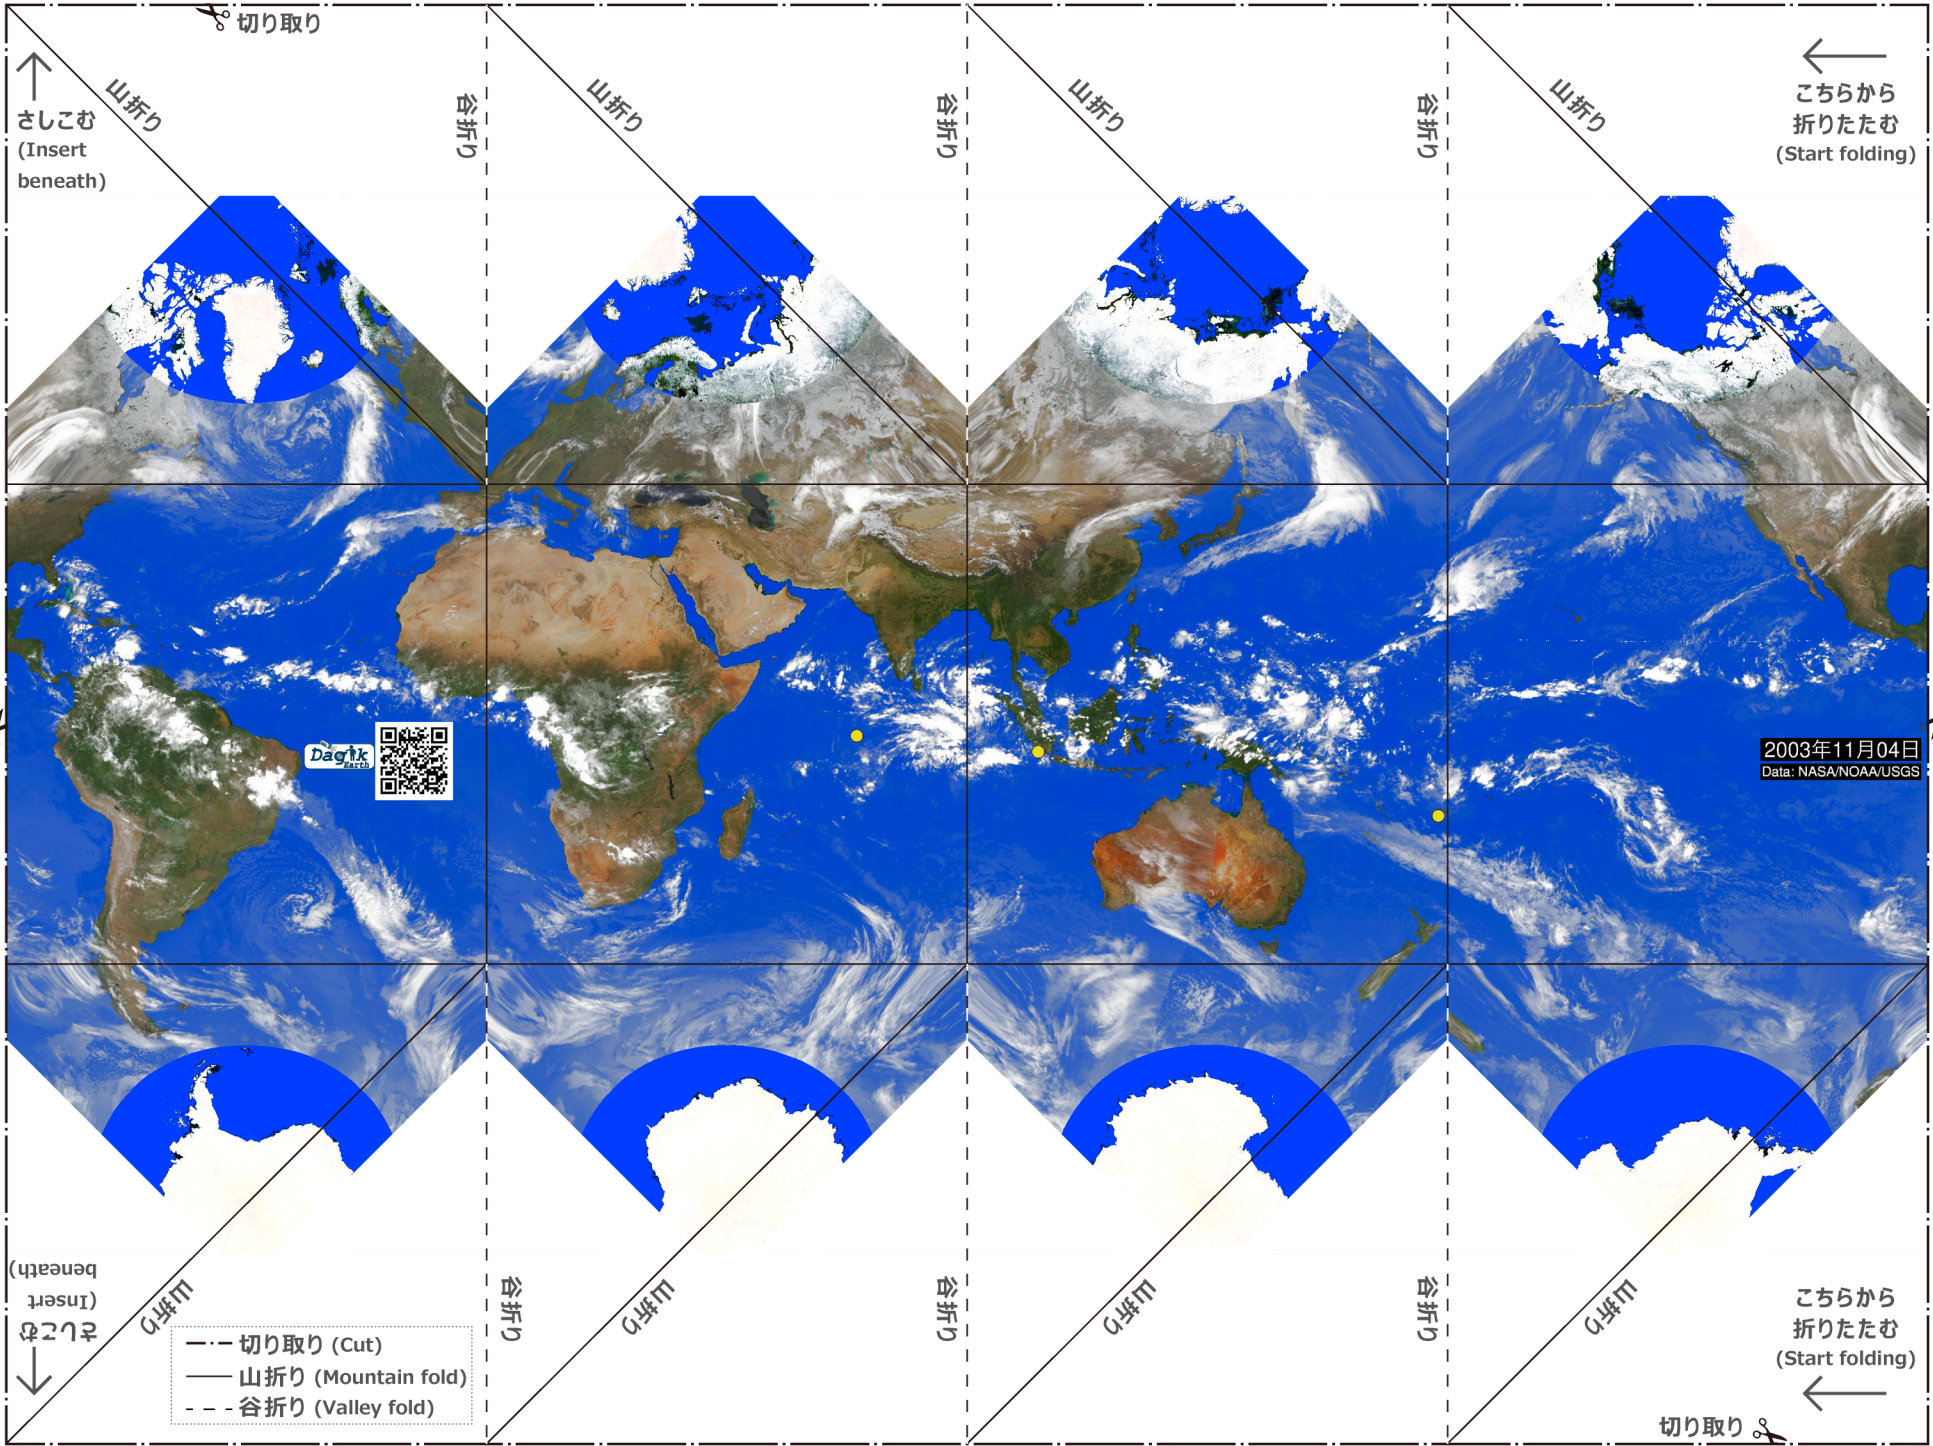 切り取り
山折り
谷折り
山折り
谷折り
山折り
谷折り
山折り
さしこむ
(Insert
beneath)
こちらから
折りたたむ
(Start folding)
Dagik
Earth
2003年11月04日
Data: NASA/NOAA/USGS
さしこむ
(Insert
beneath)
山折り
谷折り
山折り
谷折り
山折り
谷折り
山折り
こちらから
折りたたむ
(Start folding)
切り取り (Cut)
山折り (Mountain fold)
谷折り (Valley fold)
切り取り